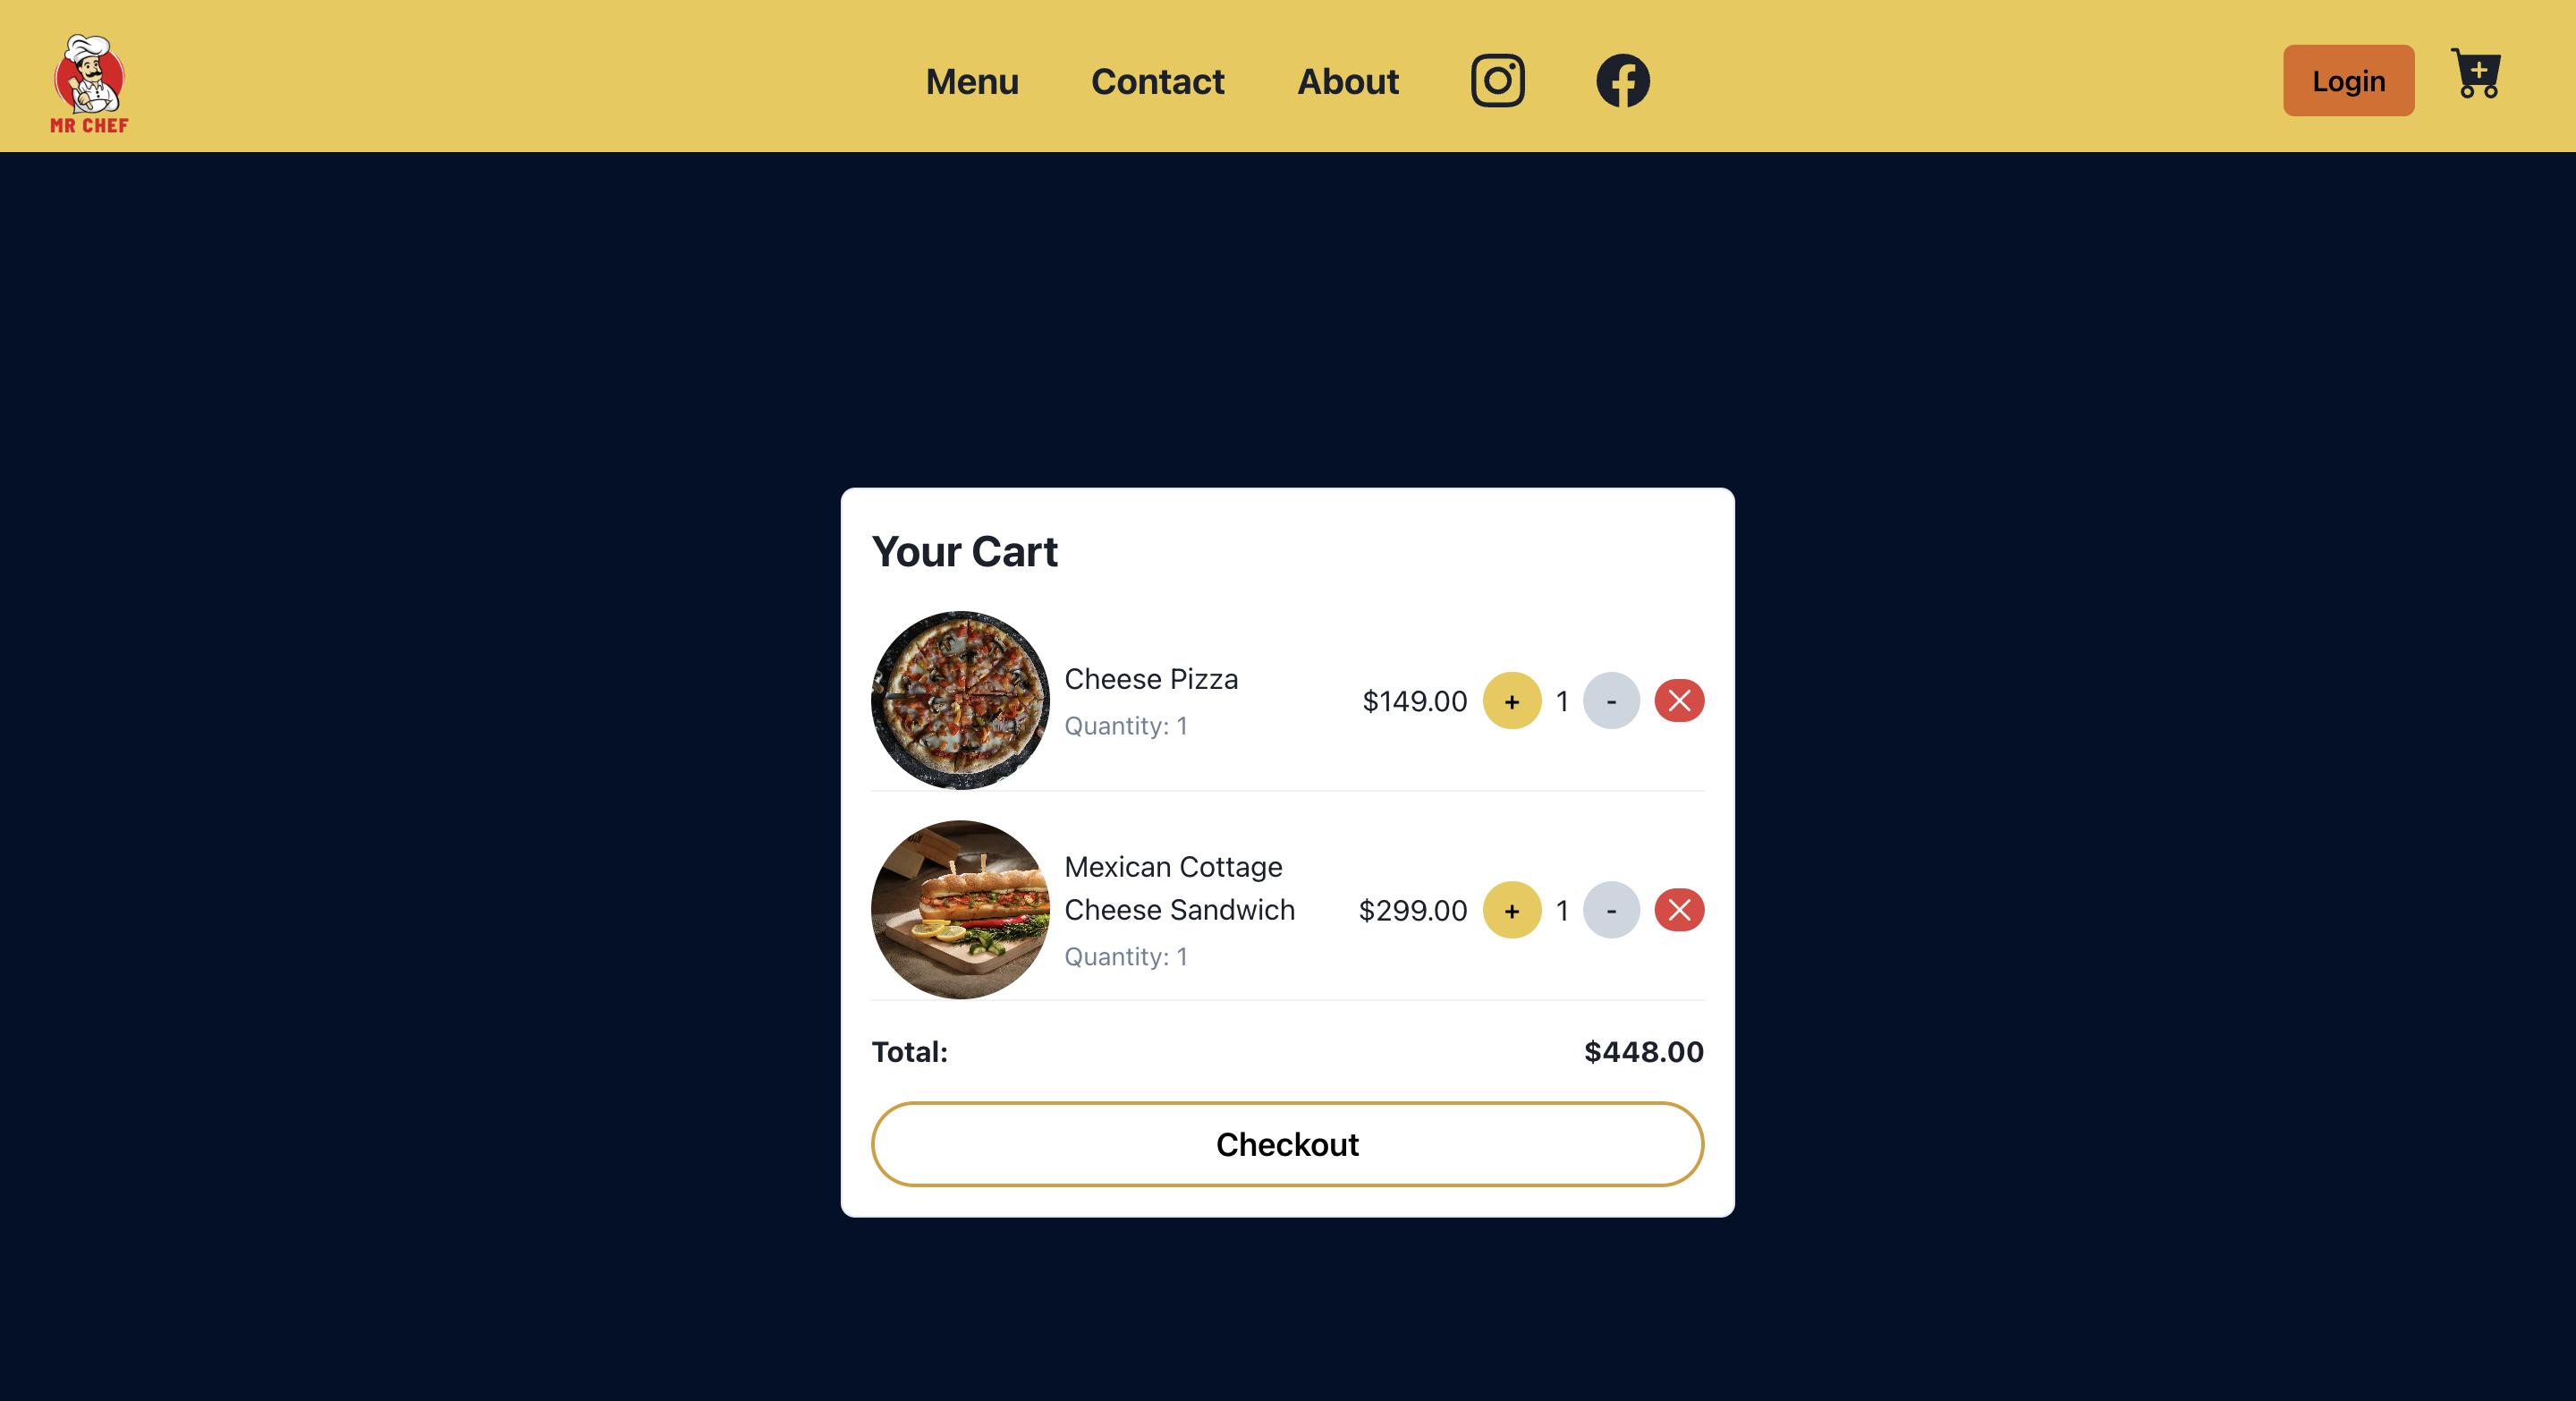 MR CHEF
Menu
Contact
About
Login
Your Cart
Cheese Pizza
Quantity: 1
$149.00
+
1
-
Mexican Cottage
Cheese Sandwich
Quantity: 1
$299.00
+
1
-
Total:
$448.00
Checkout